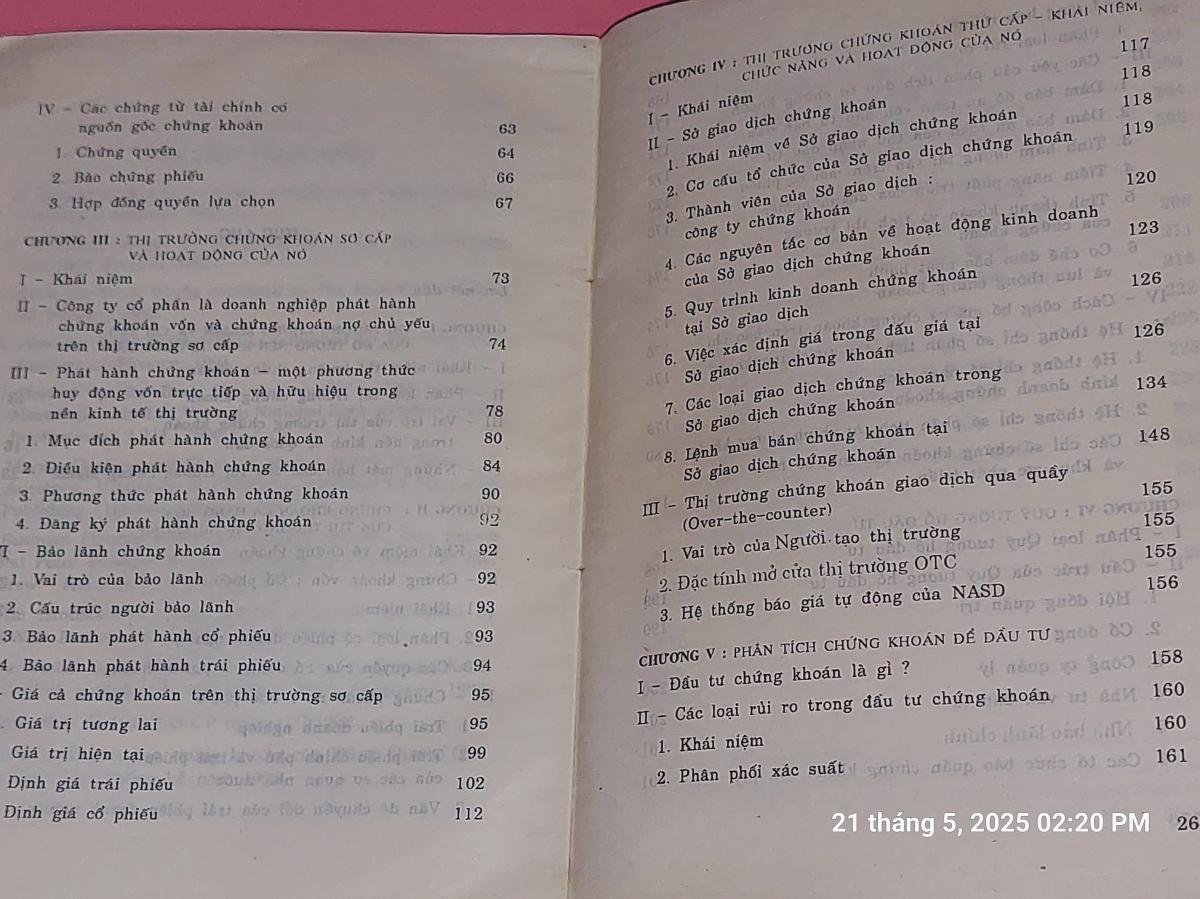 IV – Các chứng từ tài chính có
nguồn gốc chứng khoán 63
1. Chứng quyền 64
2. Bảo chứng phiếu 66
3. Hợp đồng quyền lựa chọn 67
CHƯƠNG III : THỊ TRƯỜNG CHỨNG KHOÁN SƠ CẤP
VÀ HOẠT ĐỘNG CỦA NÓ
I – Khái niệm 73
II – Công ty cổ phần là doanh nghiệp phát hành
chứng khoán vốn và chứng khoán nợ chủ yếu
trên thị trường sơ cấp 74
III – Phát hành chứng khoán – một phương thức
huy động vốn trực tiếp và hữu hiệu trong
nền kinh tế thị trường 78
1. Mục đích phát hành chứng khoán 80
2. Điều kiện phát hành chứng khoán 84
3. Phương thức phát hành chứng khoán 90
4. Đăng ký phát hành chứng khoán 92
– Bảo lãnh chứng khoán 92
1. Vai trò của bảo lãnh 92
2. Cấu trúc người bảo lãnh 93
3. Bảo lãnh phát hành cổ phiếu 93
4. Bảo lãnh phát hành trái phiếu 94
- Giá cả chứng khoán trên thị trường sơ cấp 95
. Giá trị tương lai 95
Giá trị hiện tại 99
Định giá trái phiếu 102
Định giá cổ phiếu 112
CHƯƠNG IV : THỊ TRƯỜNG CHỨNG KHOÁN THỨ CẤP – KHÁI NIỆM,
CHỨC NĂNG VÀ HOẠT ĐỘNG CỦA NÓ
I – Khái niệm 117
II – Sở giao dịch chứng khoán 118
1. Khái niệm về Sở giao dịch chứng khoán 118
2. Cơ cấu tổ chức của Sở giao dịch chứng khoán 119
3. Thành viên của Sở giao dịch :
công ty chứng khoán 120
4. Các nguyên tắc cơ bản về hoạt động kinh doanh
của Sở giao dịch chứng khoán 123
5. Quy trình kinh doanh chứng khoán
tại Sở giao dịch 126
6. Việc xác định giá trong đấu giá tại
Sở giao dịch chứng khoán 126
7. Các loại giao dịch chứng khoán trong
Sở giao dịch chứng khoán 134
8. Lệnh mua bán chứng khoán tại
Sở giao dịch chứng khoán 148
III – Thị trường chứng khoán giao dịch qua quầy
(Over-the-counter) 155
1. Vai trò của Người tạo thị trường 155
2. Đặc tính mở cửa thị trường OTC 155
3. Hệ thống báo giá tự động của NASD 156
CHƯƠNG V : PHÂN TÍCH CHỨNG KHOÁN ĐỂ ĐẦU TƯ
I – Đầu tư chứng khoán là gì ? 158
II – Các loại rủi ro trong đầu tư chứng khoán 160
1. Khái niệm 160
2. Phân phối xác suất 161
26
21 tháng 5, 2025 02:20 PM